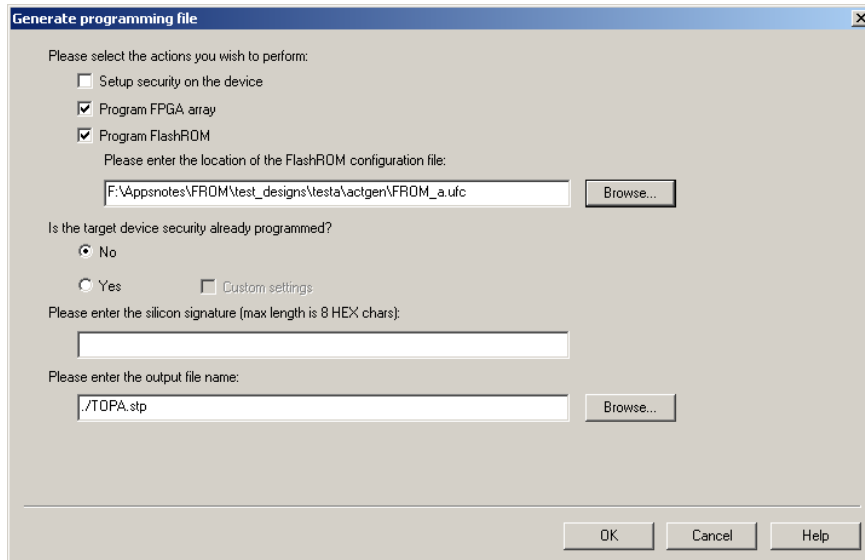 Generate programming file
Please select the actions you wish to perform:
Setup security on the device
Program FPGA array
Program FlashROM
Please enter the location of the FlashROM configuration file:
F:\Appsnotes\FROM\test_designs\testa\actgen\FROM_a.ufc
Browse...
Is the target device security already programmed?
No
Yes
Custom settings
Please enter the silicon signature (max length is 8 HEX chars):
Please enter the output file name:
./TOPA.stp
Browse...
OK
Cancel
Help